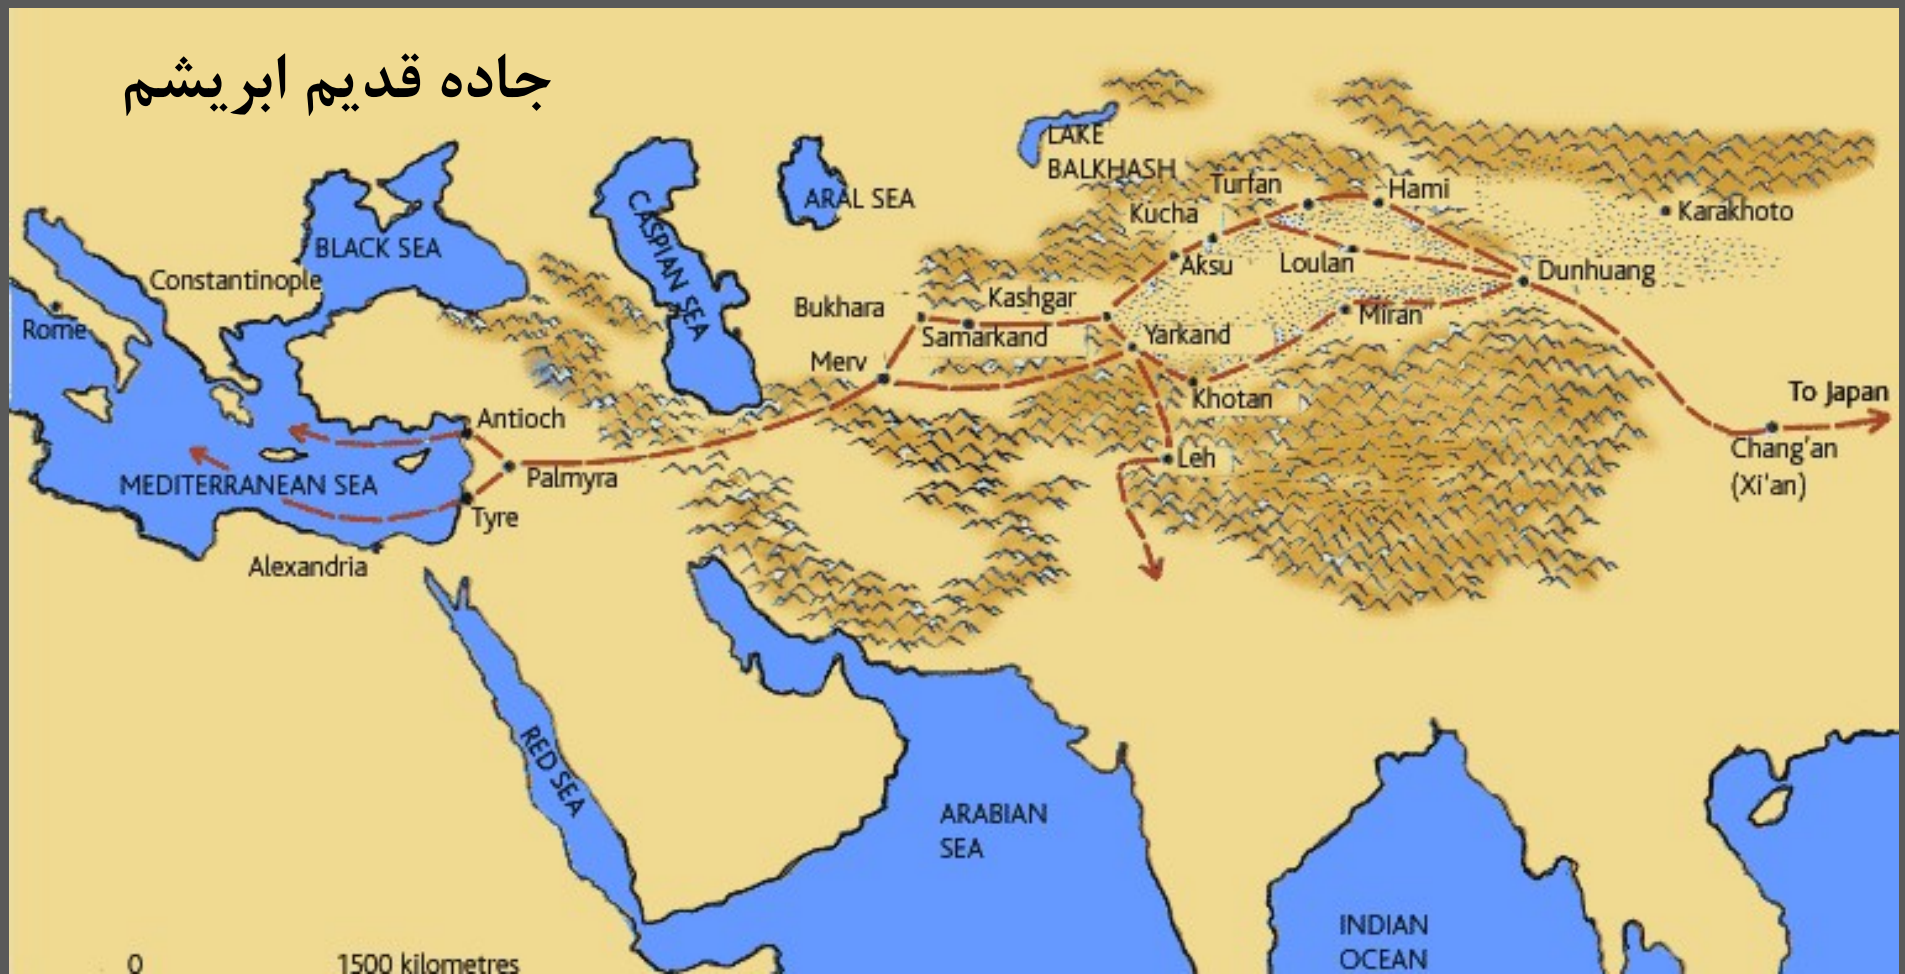 جاده قدیم ابریشم
LAKE
BALKHASH
Turfan
Hami
ARAL SEA
Kucha
Karakhoto
CASPIAN SEA
BLACK SEA
Constantinople
Aksu
Loulan
Dunhuang
Bukhara
Kashgar
Rome
Samarkand
Yarkand
Miran
Merv
Khotan
To Japan
Antioch
Chang'an
(Xi'an)
Leh
Palmyra
MEDITERRANEAN SEA
Tyre
Alexandria
RED SEA
ARABIAN
SEA
INDIAN
OCEAN
0 1500 kilometres